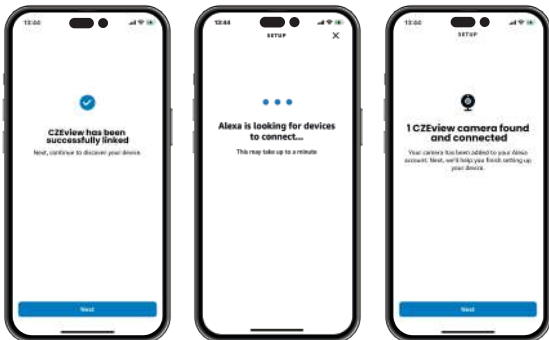 13:44
CZEview has been
successfully linked
Next, continue to discover your device.
Next
13:44
SETUP
Alexa is looking for devices
to connect...
This may take up to a minute
13:44
SETUP
1 CZEview camera found
and connected
Your camera has been added to your Alexa
account. Next, we'll help you finish setting up
your device.
Next